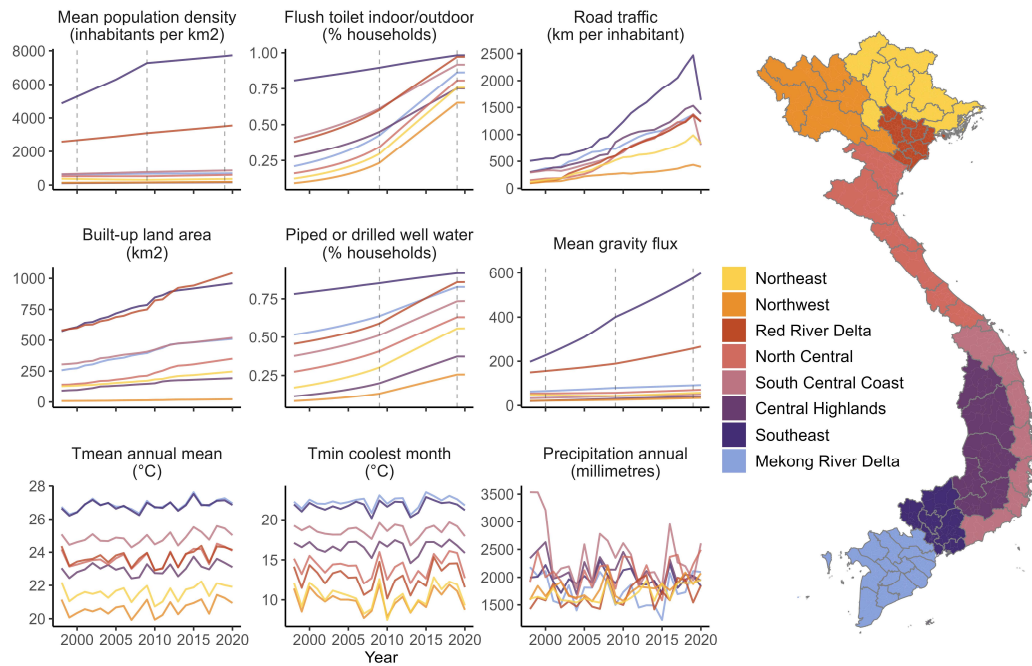 Mean population density
(inhabitants per km2)
8000
6000
4000
2000
0
Flush toilet indoor/outdoor
(% households)
1.00
0.75
0.50
0.25
Road traffic
(km per inhabitant)
2500
2000
1500
1000
500
0
Built-up land area
(km2)
1000
750
500
250
0
Piped or drilled well water
(% households)
0.75
0.50
0.25
Mean gravity flux
600
400
200
0
Northeast
Northwest
Red River Delta
North Central
South Central Coast
Central Highlands
Southeast
Mekong River Delta
Tmean annual mean
(°C)
28
26
24
22
20
2000 2005 2010 2015 2020
Tmin coolest month
(°C)
20
15
10
2000 2005 2010 2015 2020
Precipitation annual
(millimetres)
3500
3000
2500
2000
1500
2000 2005 2010 2015 2020
Year